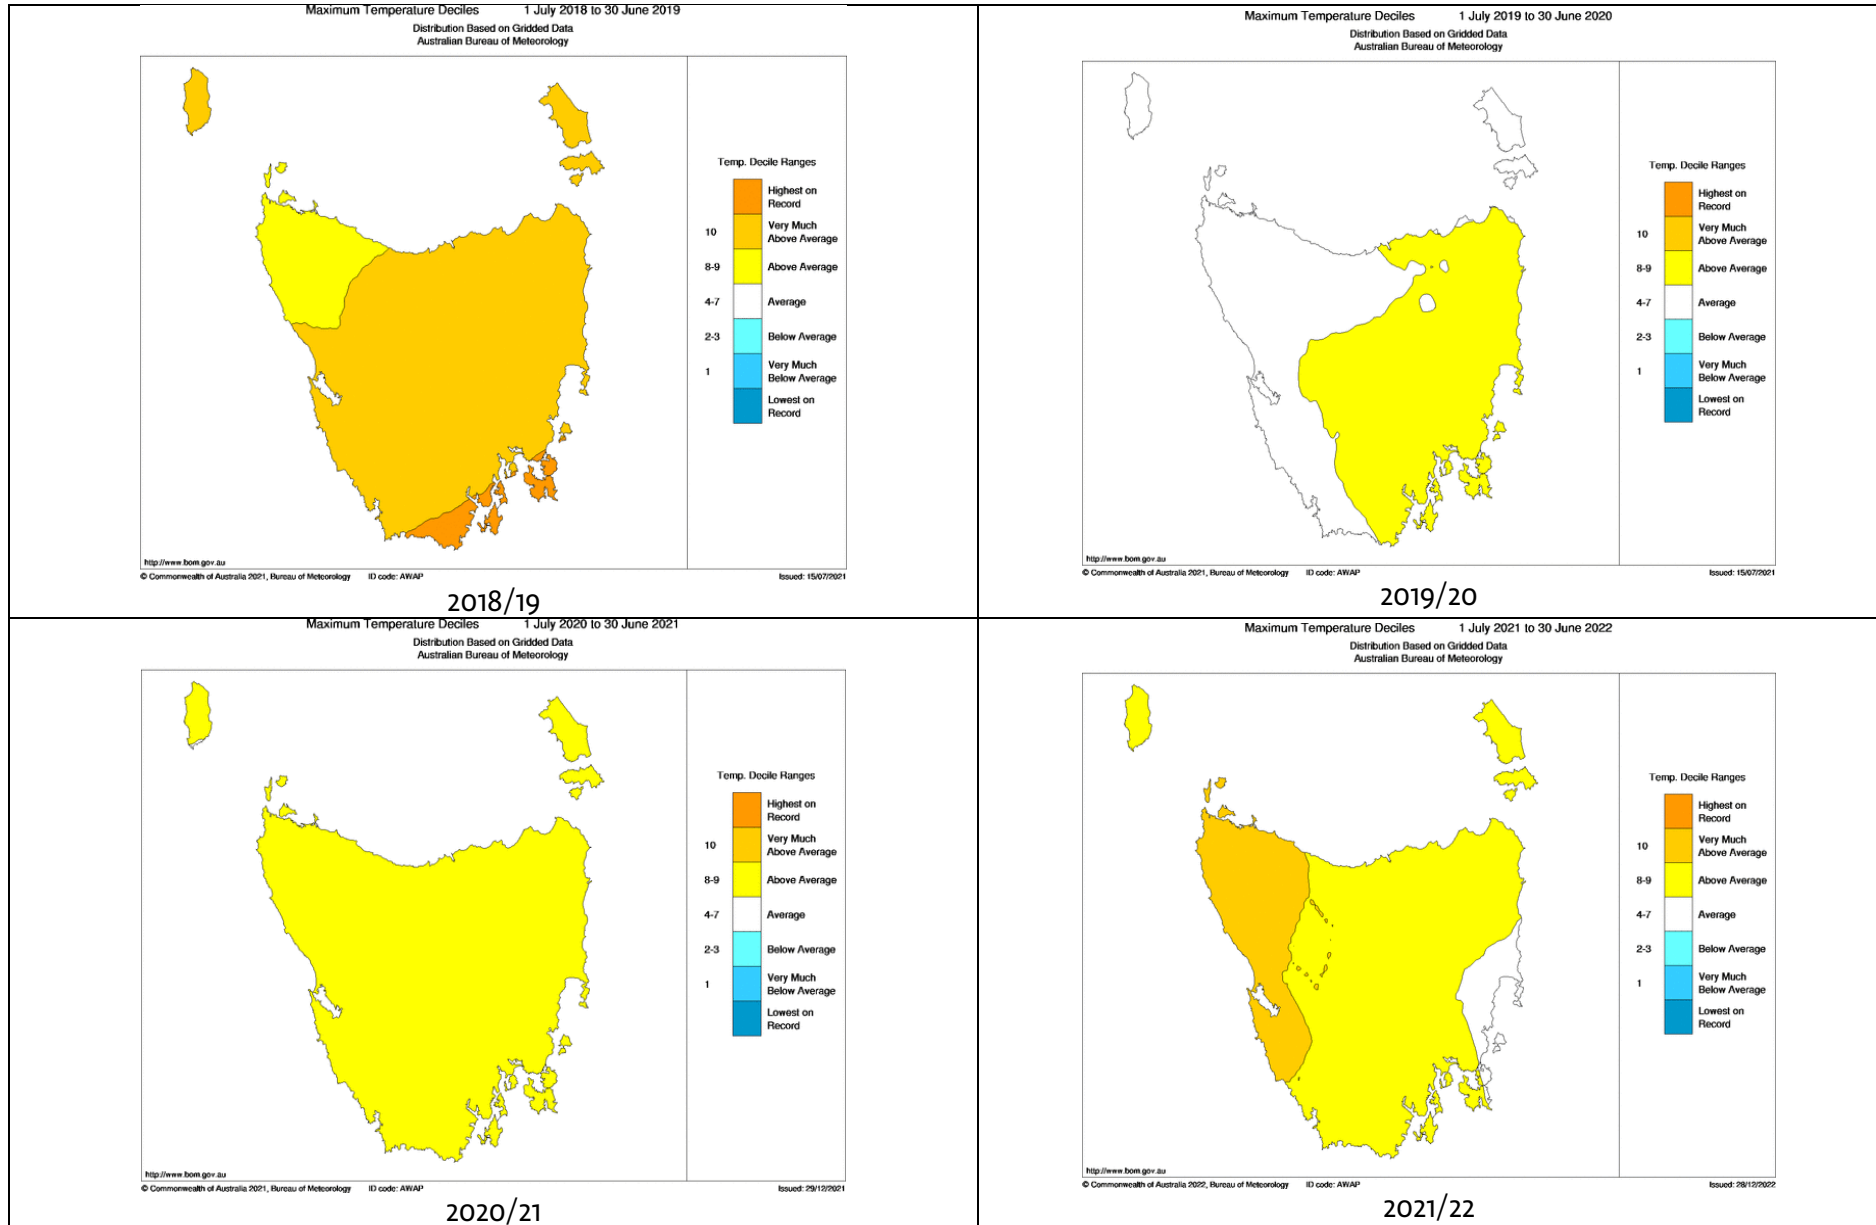 Maximum Temperature Deciles 1 July 2018 to 30 June 2019
Distribution Based on Gridded Data
Australian Bureau of Meteorology
Temp. Decile Ranges
Highest on
Record
10 Very Much
Above Average
8-9 Above Average
4-7 Average
2-3 Below Average
1 Very Much
Below Average
Lowest on
Record
http://www.bom.gov.au
© Commonwealth of Australia 2021, Bureau of Meteorology ID code: AWAP Issued: 15/07/2021
2018/19
Maximum Temperature Deciles 1 July 2019 to 30 June 2020
Distribution Based on Gridded Data
Australian Bureau of Meteorology
Temp. Decile Ranges
Highest on
Record
10 Very Much
Above Average
8-9 Above Average
4-7 Average
2-3 Below Average
1 Very Much
Below Average
Lowest on
Record
http://www.bom.gov.au
© Commonwealth of Australia 2021, Bureau of Meteorology ID code: AWAP Issued: 15/07/2021
2019/20
Maximum Temperature Deciles 1 July 2020 to 30 June 2021
Distribution Based on Gridded Data
Australian Bureau of Meteorology
Temp. Decile Ranges
Highest on
Record
10 Very Much
Above Average
8-9 Above Average
4-7 Average
2-3 Below Average
1 Very Much
Below Average
Lowest on
Record
http://www.bom.gov.au
© Commonwealth of Australia 2021, Bureau of Meteorology ID code: AWAP Issued: 29/12/2021
2020/21
Maximum Temperature Deciles 1 July 2021 to 30 June 2022
Distribution Based on Gridded Data
Australian Bureau of Meteorology
Temp. Decile Ranges
Highest on
Record
10 Very Much
Above Average
8-9 Above Average
4-7 Average
2-3 Below Average
1 Very Much
Below Average
Lowest on
Record
http://www.bom.gov.au
© Commonwealth of Australia 2022, Bureau of Meteorology ID code: AWAP Issued: 28/12/2022
2021/22